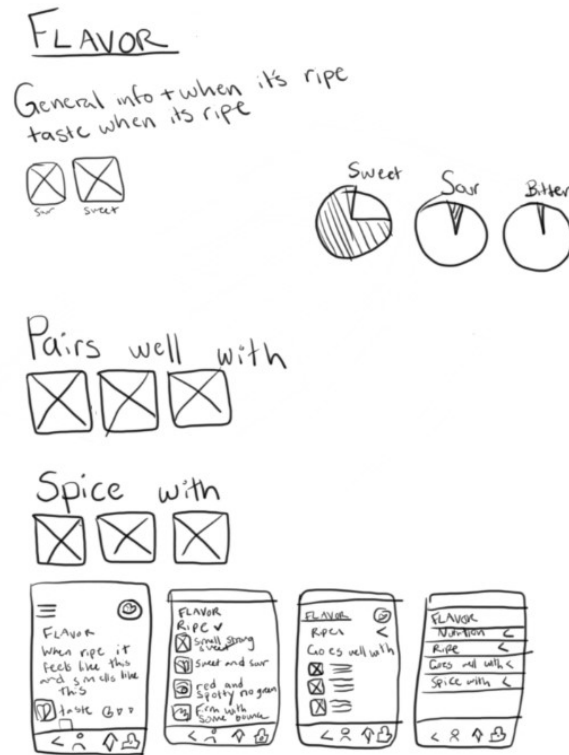 FLAVOR
General info + when it's ripe
taste when its ripe
Sour sweet
Sweet Sour Bitter
Pairs well with
Spice with
FLAVOR
When ripe it
feels like this
and smells like
this
taste
FLAVOR
RIPE
small strong
sweet
Sweet and sour
red and
spotty no green
Firm with
some bounce
FLAVOR
Ripe
Goes well with
FLAVOR
Nutrition
Ripe
Goes well with
Spice with